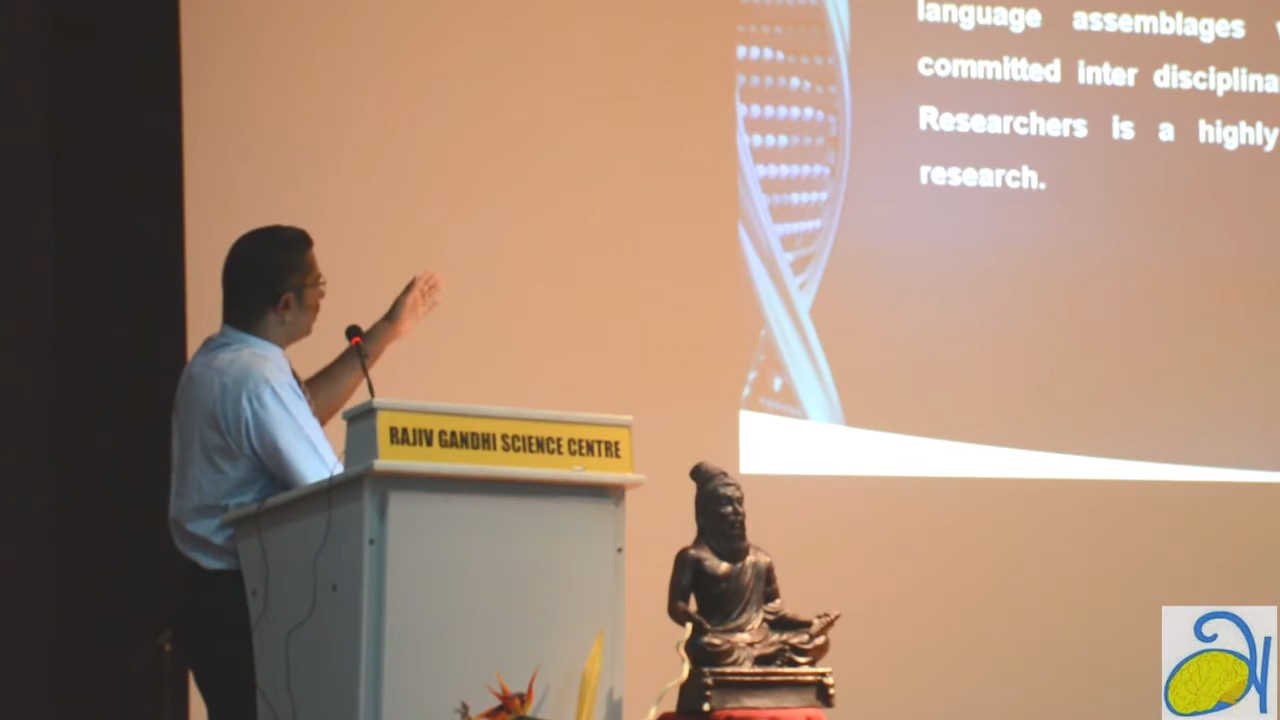 language assemblages
committed inter
Researchers is a highly
research.
RAJIV GANDHI SCIENCE CENTRE